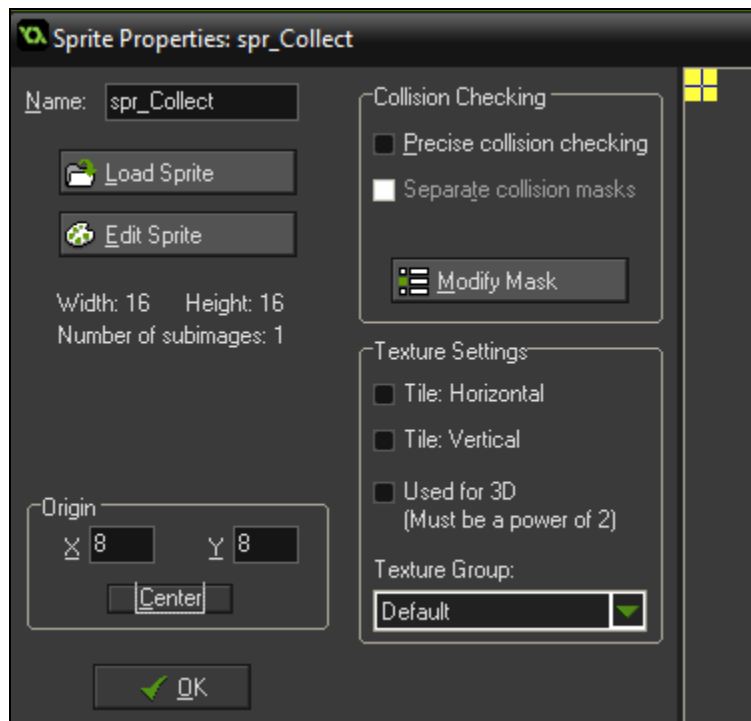 Sprite Properties: spr_Collect
Name: spr_Collect
Load Sprite
Edit Sprite
Width: 16 Height: 16
Number of subimages: 1
Origin
X 8 Y 8
Center
OK
Collision Checking
Precise collision checking
Separate collision masks
Modify Mask
Texture Settings
Tile: Horizontal
Tile: Vertical
Used for 3D
(Must be a power of 2)
Texture Group:
Default